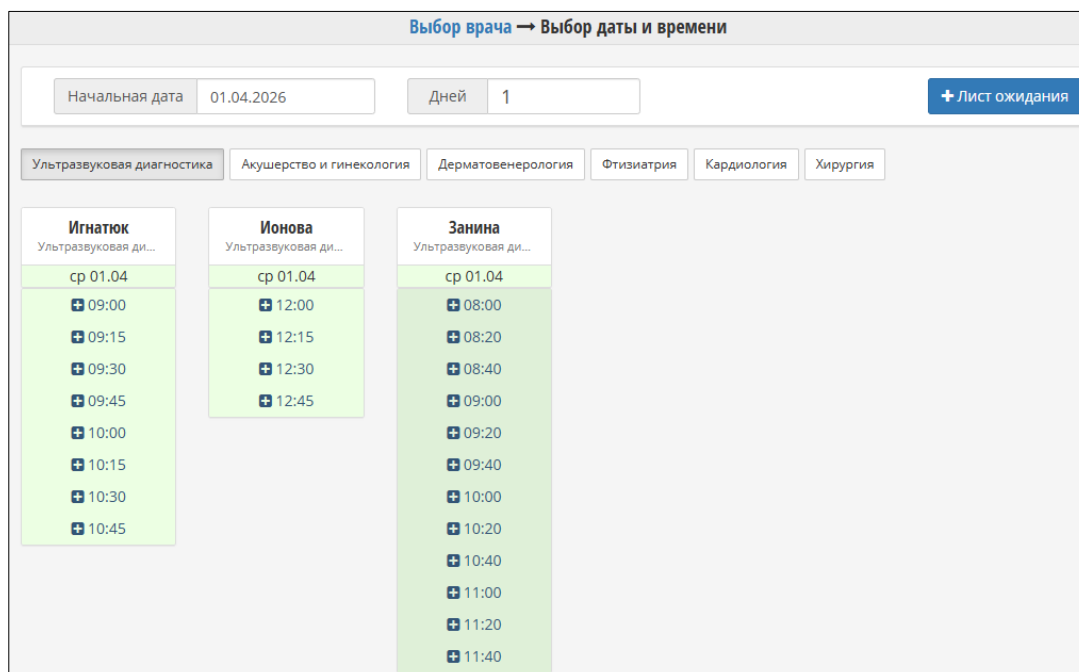 Выбор врача → Выбор даты и времени
Начальная дата 01.04.2026 Дней 1 + Лист ожидания
Ультразвуковая диагностика Акушерство и гинекология Дерматовенерология Фтизиатрия Кардиология Хирургия
Игнатюк
Ультразвуковая ди...
ср 01.04
09:00
09:15
09:30
09:45
10:00
10:15
10:30
10:45
Ионова
Ультразвуковая ди...
ср 01.04
12:00
12:15
12:30
12:45
Занина
Ультразвуковая ди...
ср 01.04
08:00
08:20
08:40
09:00
09:20
09:40
10:00
10:20
10:40
11:00
11:20
11:40